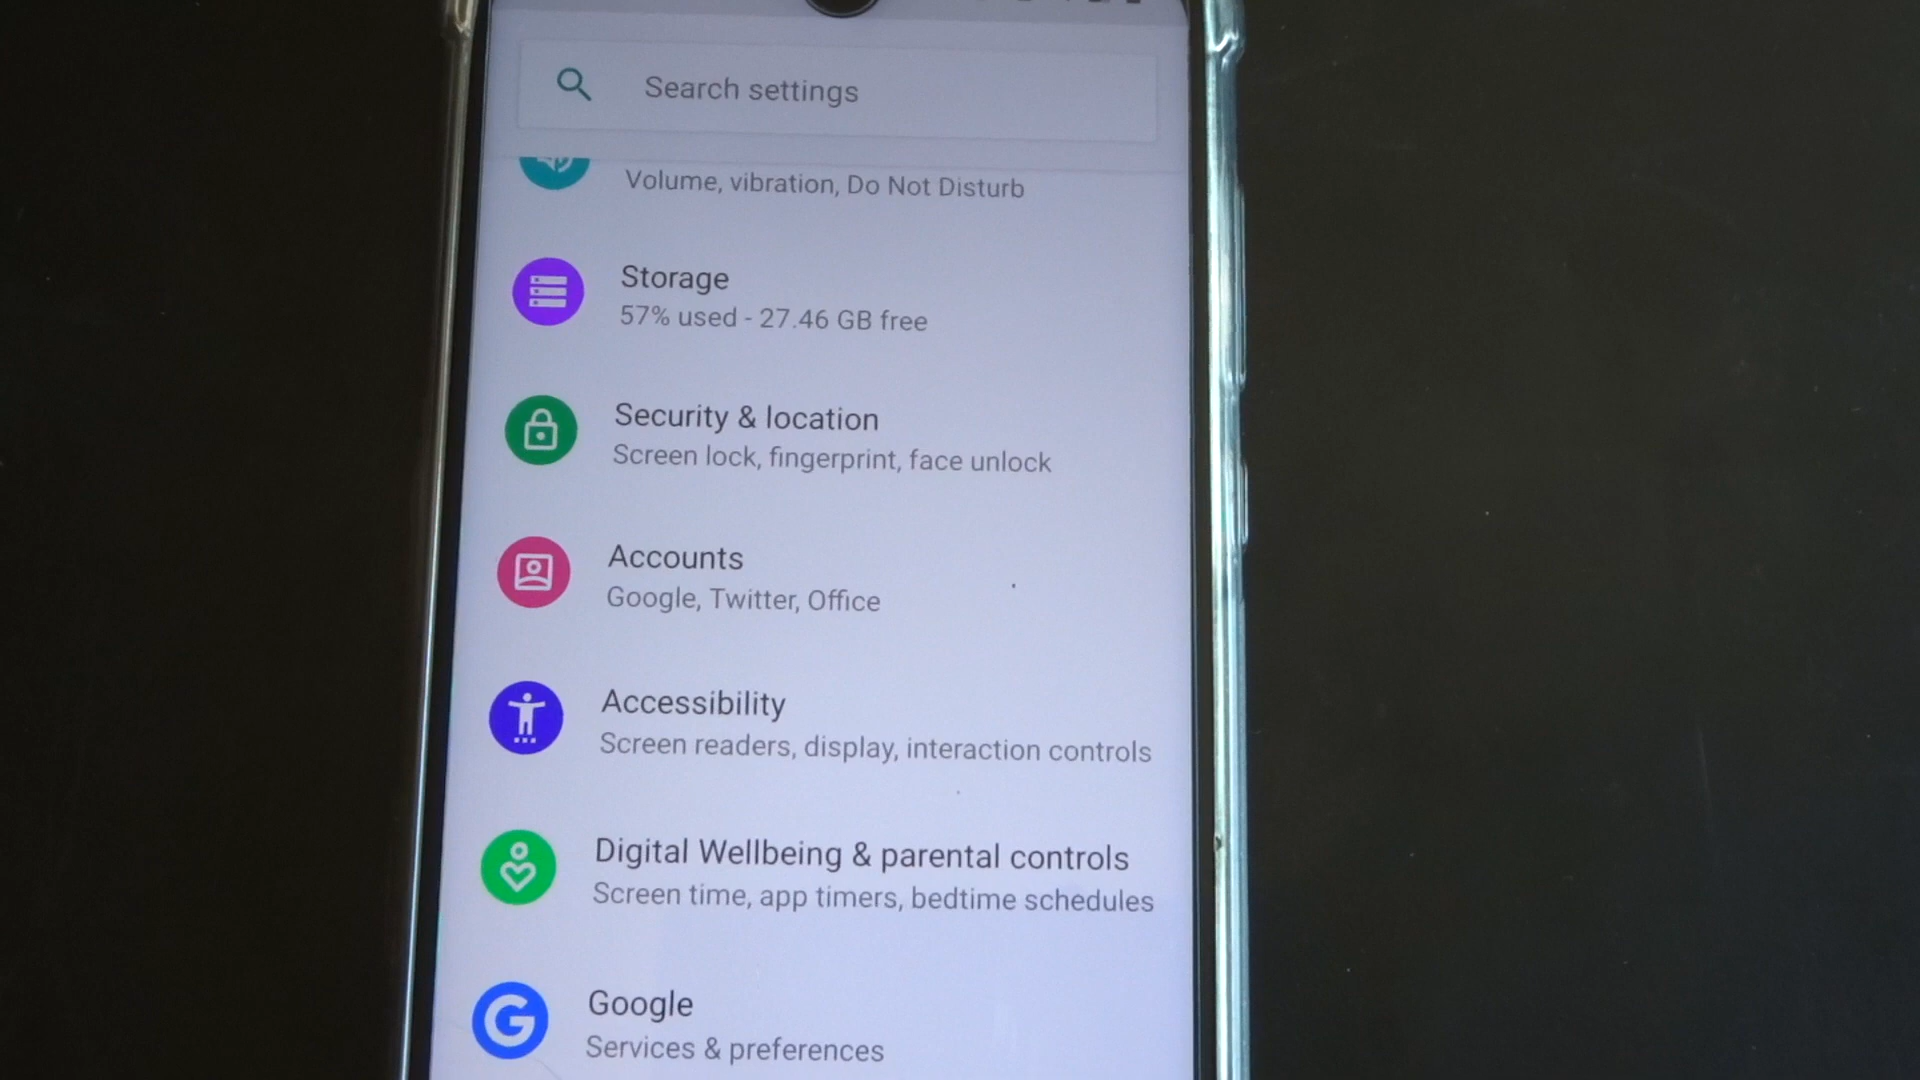 Search settings
Volume, vibration, Do Not Disturb
Storage
57% used - 27.46 GB free
Security & location
Screen lock, fingerprint, face unlock
Accounts
Google, Twitter, Office
Accessibility
Screen readers, display, interaction controls
Digital Wellbeing & parental controls
Screen time, app timers, bedtime schedules
Google
Services & preferences